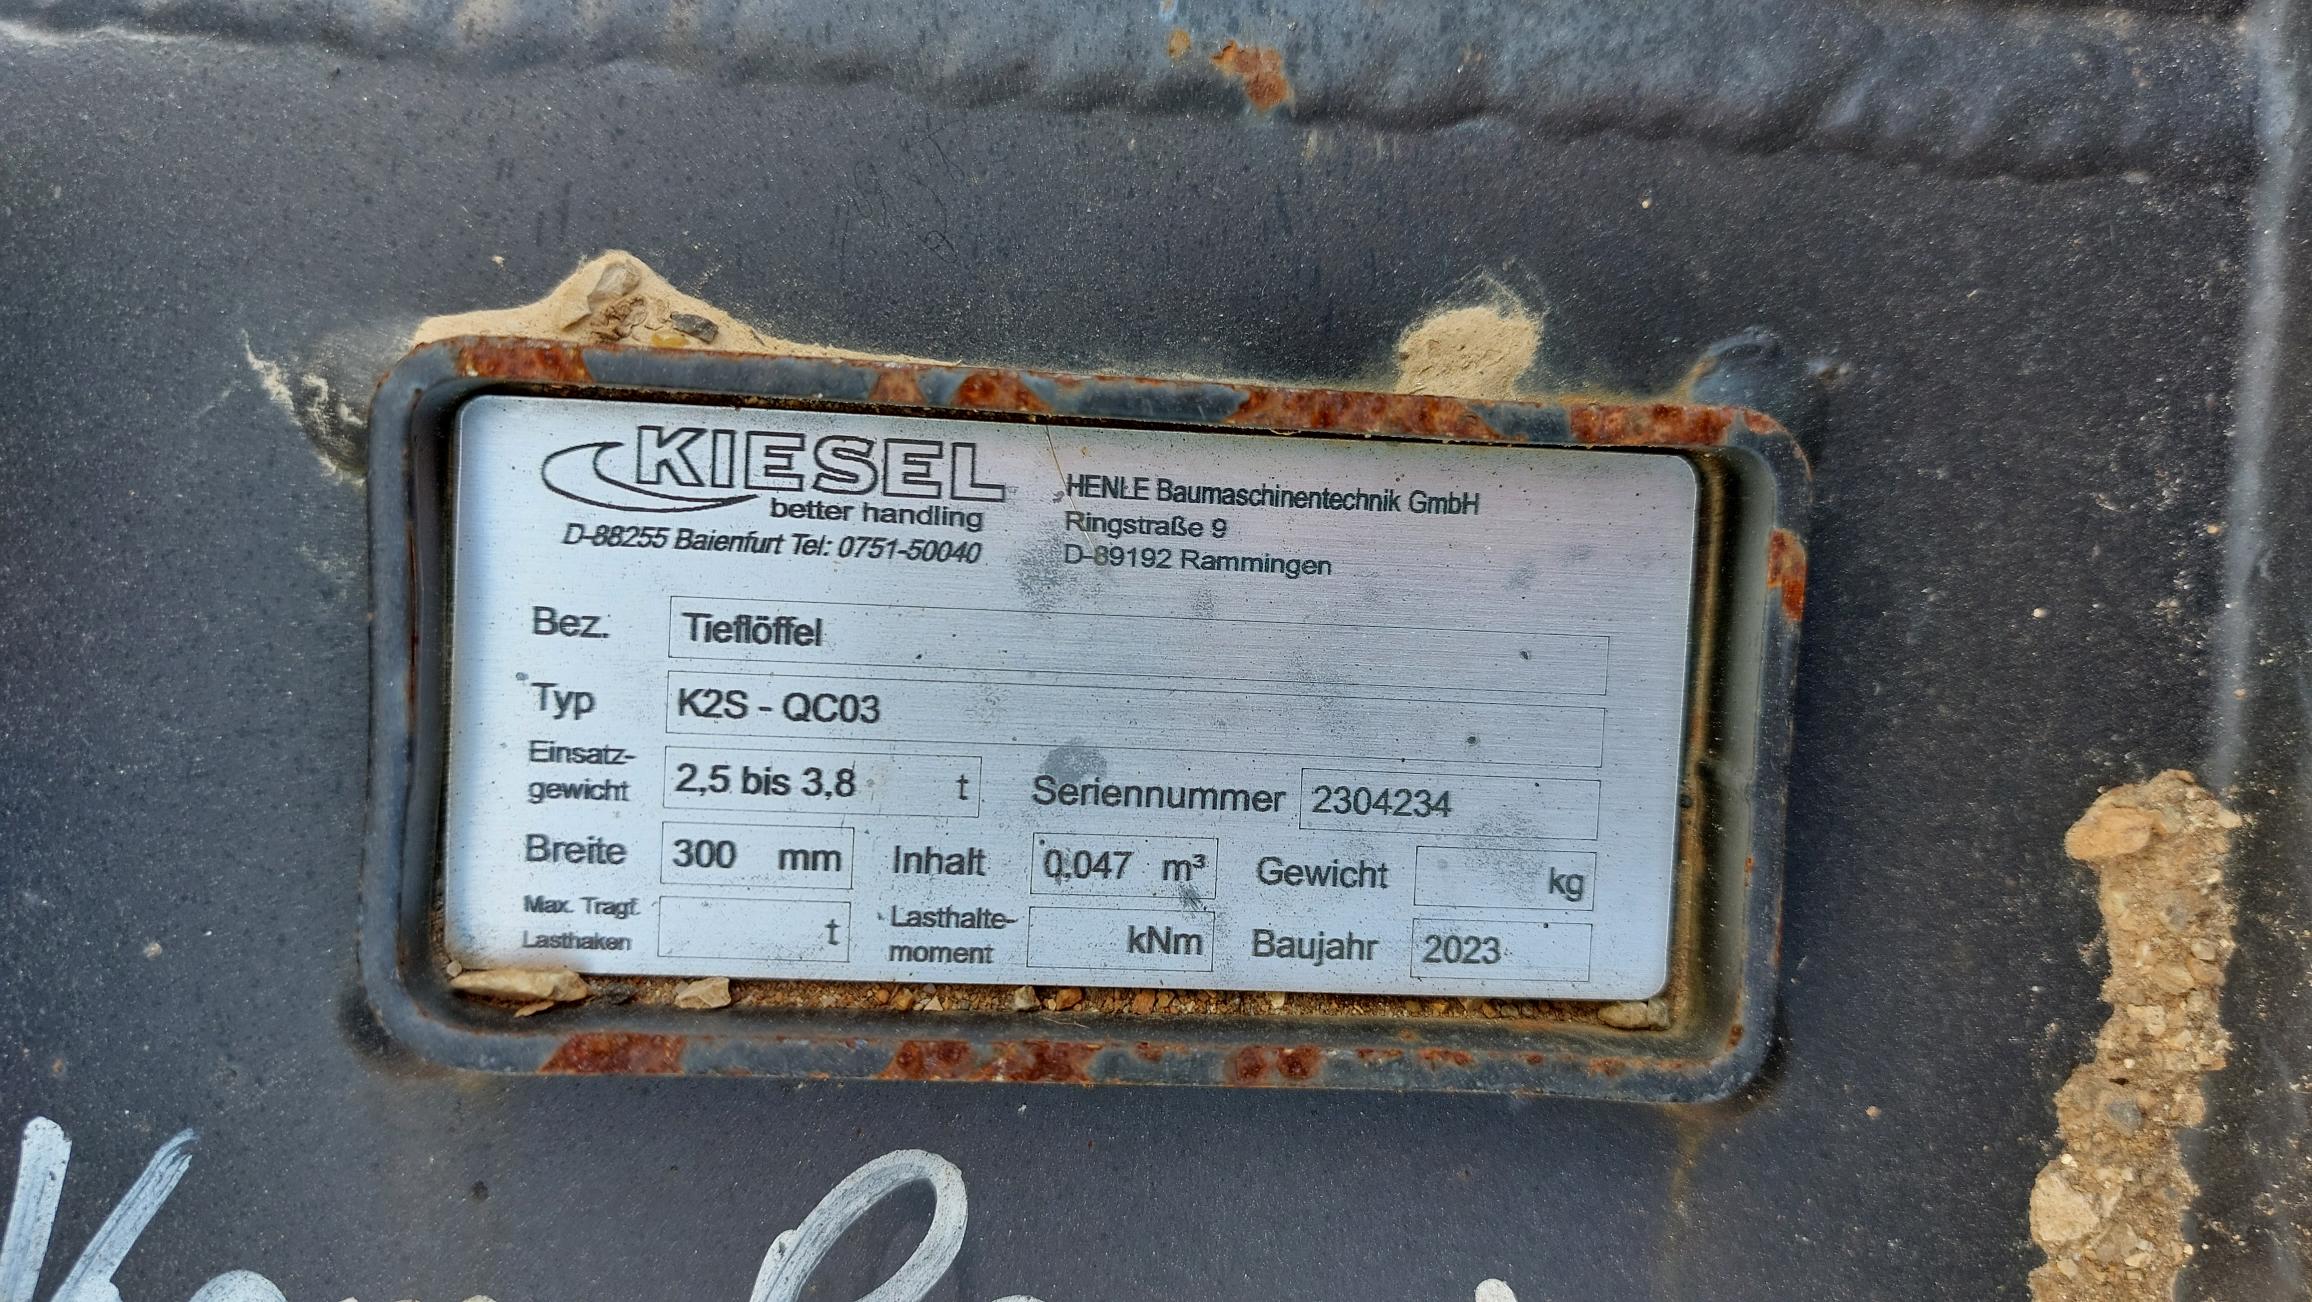 KIESEL
better handling
D-88255 Baienfurt Tel: 0751-50040
HENLE Baumaschinentechnik GmbH
Ringstraße 9
D-89192 Rammingen
Bez. Tieflöffel
Typ K2S - QC03
Einsatz-
gewicht 2,5 bis 3,8 t Seriennummer 2304234
Breite 300 mm Inhalt 0,047 m³ Gewicht kg
Max. Tragf. Lasthaken t Lasthalte-
moment kNm Baujahr 2023